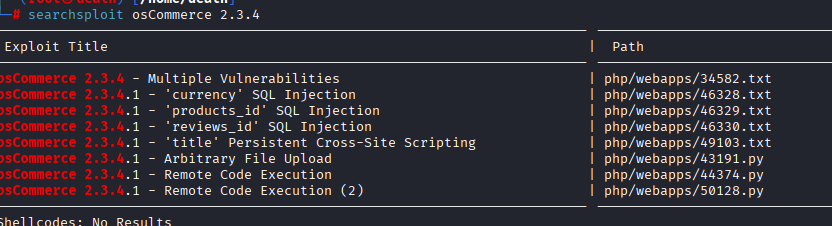 (root㉿death) [/home/death]
# searchsploit osCommerce 2.3.4
Exploit Title | Path
osCommerce 2.3.4 - Multiple Vulnerabilities | php/webapps/34582.txt
osCommerce 2.3.4.1 - 'currency' SQL Injection | php/webapps/46328.txt
osCommerce 2.3.4.1 - 'products_id' SQL Injection | php/webapps/46329.txt
osCommerce 2.3.4.1 - 'reviews_id' SQL Injection | php/webapps/46330.txt
osCommerce 2.3.4.1 - 'title' Persistent Cross-Site Scripting | php/webapps/49103.txt
osCommerce 2.3.4.1 - Arbitrary File Upload | php/webapps/43191.py
osCommerce 2.3.4.1 - Remote Code Execution | php/webapps/44374.py
osCommerce 2.3.4.1 - Remote Code Execution (2) | php/webapps/50128.py
Shellcodes: No Results